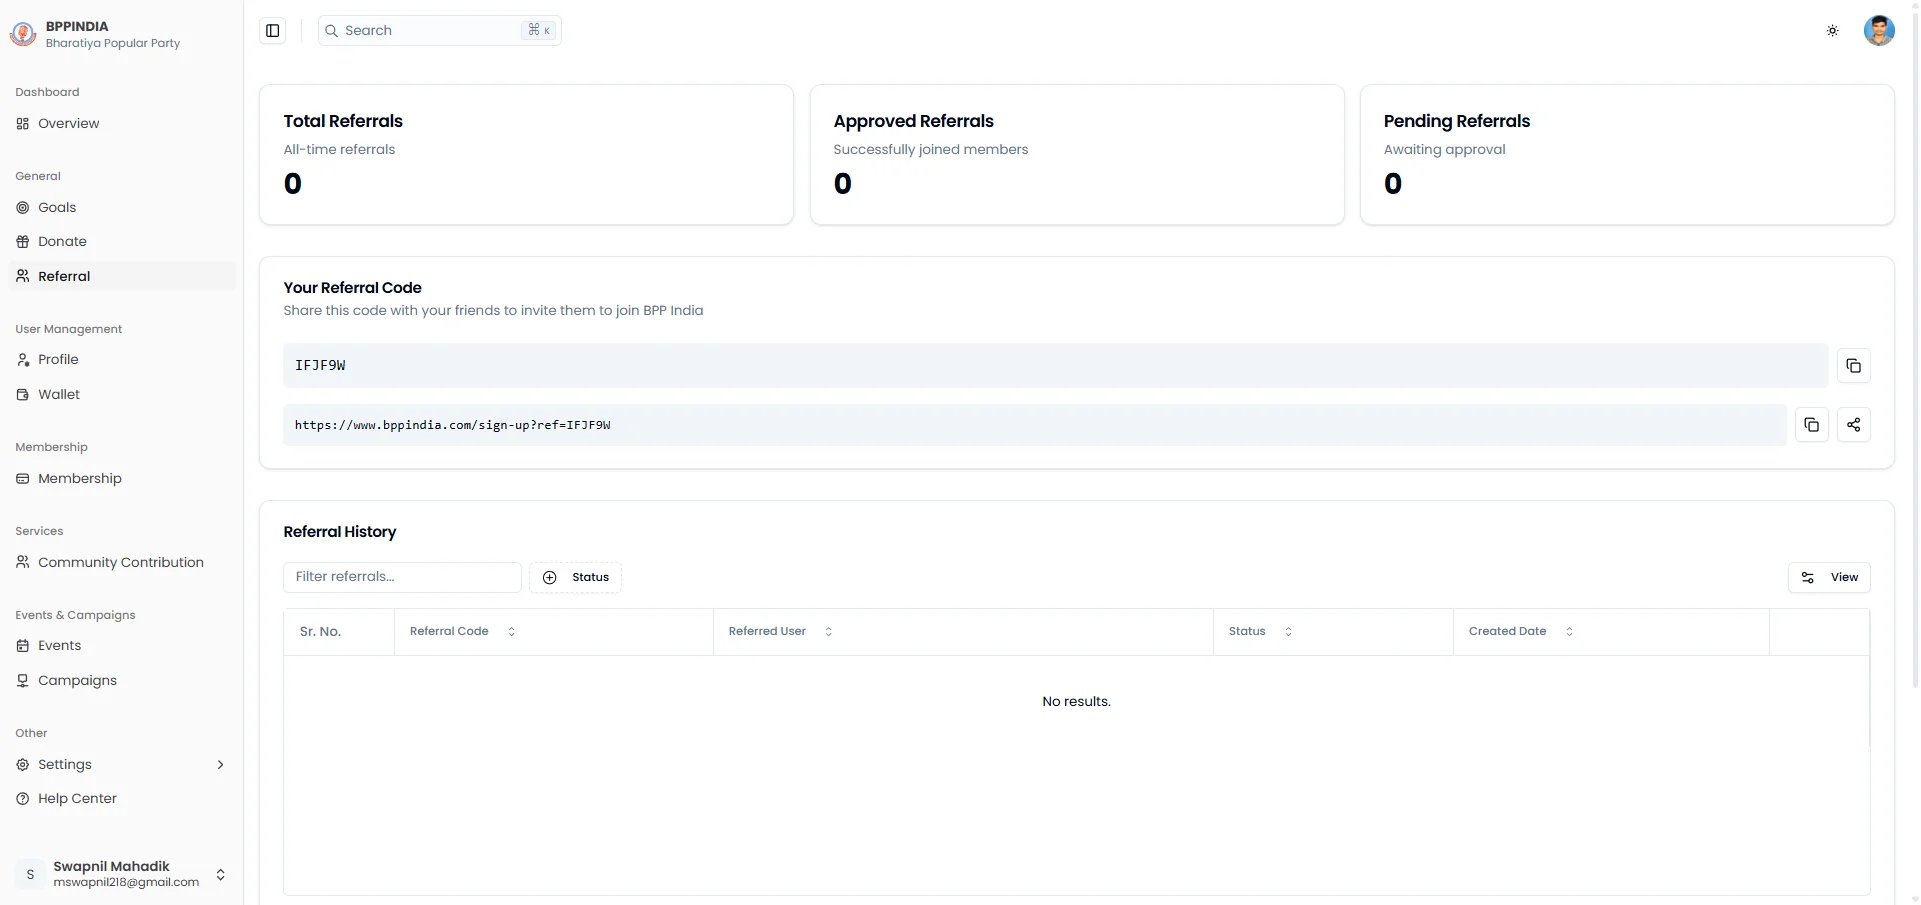 BPPINDIA
Bharatiya Popular Party
Dashboard
Overview
General
Goals
Donate
Referral
User Management
Profile
Wallet
Membership
Membership
Services
Community Contribution
Events & Campaigns
Events
Campaigns
Other
Settings
Help Center
S
Swapnil Mahadik
mswapnil218@gmail.com
Search
⌘ K
Total Referrals
All-time referrals
0
Approved Referrals
Successfully joined members
0
Pending Referrals
Awaiting approval
0
Your Referral Code
Share this code with your friends to invite them to join BPP India
IFJF9W
https://www.bppindia.com/sign-up?ref=IFJF9W
Referral History
Filter referrals...
Status
View
Sr. No.
Referral Code
Referred User
Status
Created Date
No results.